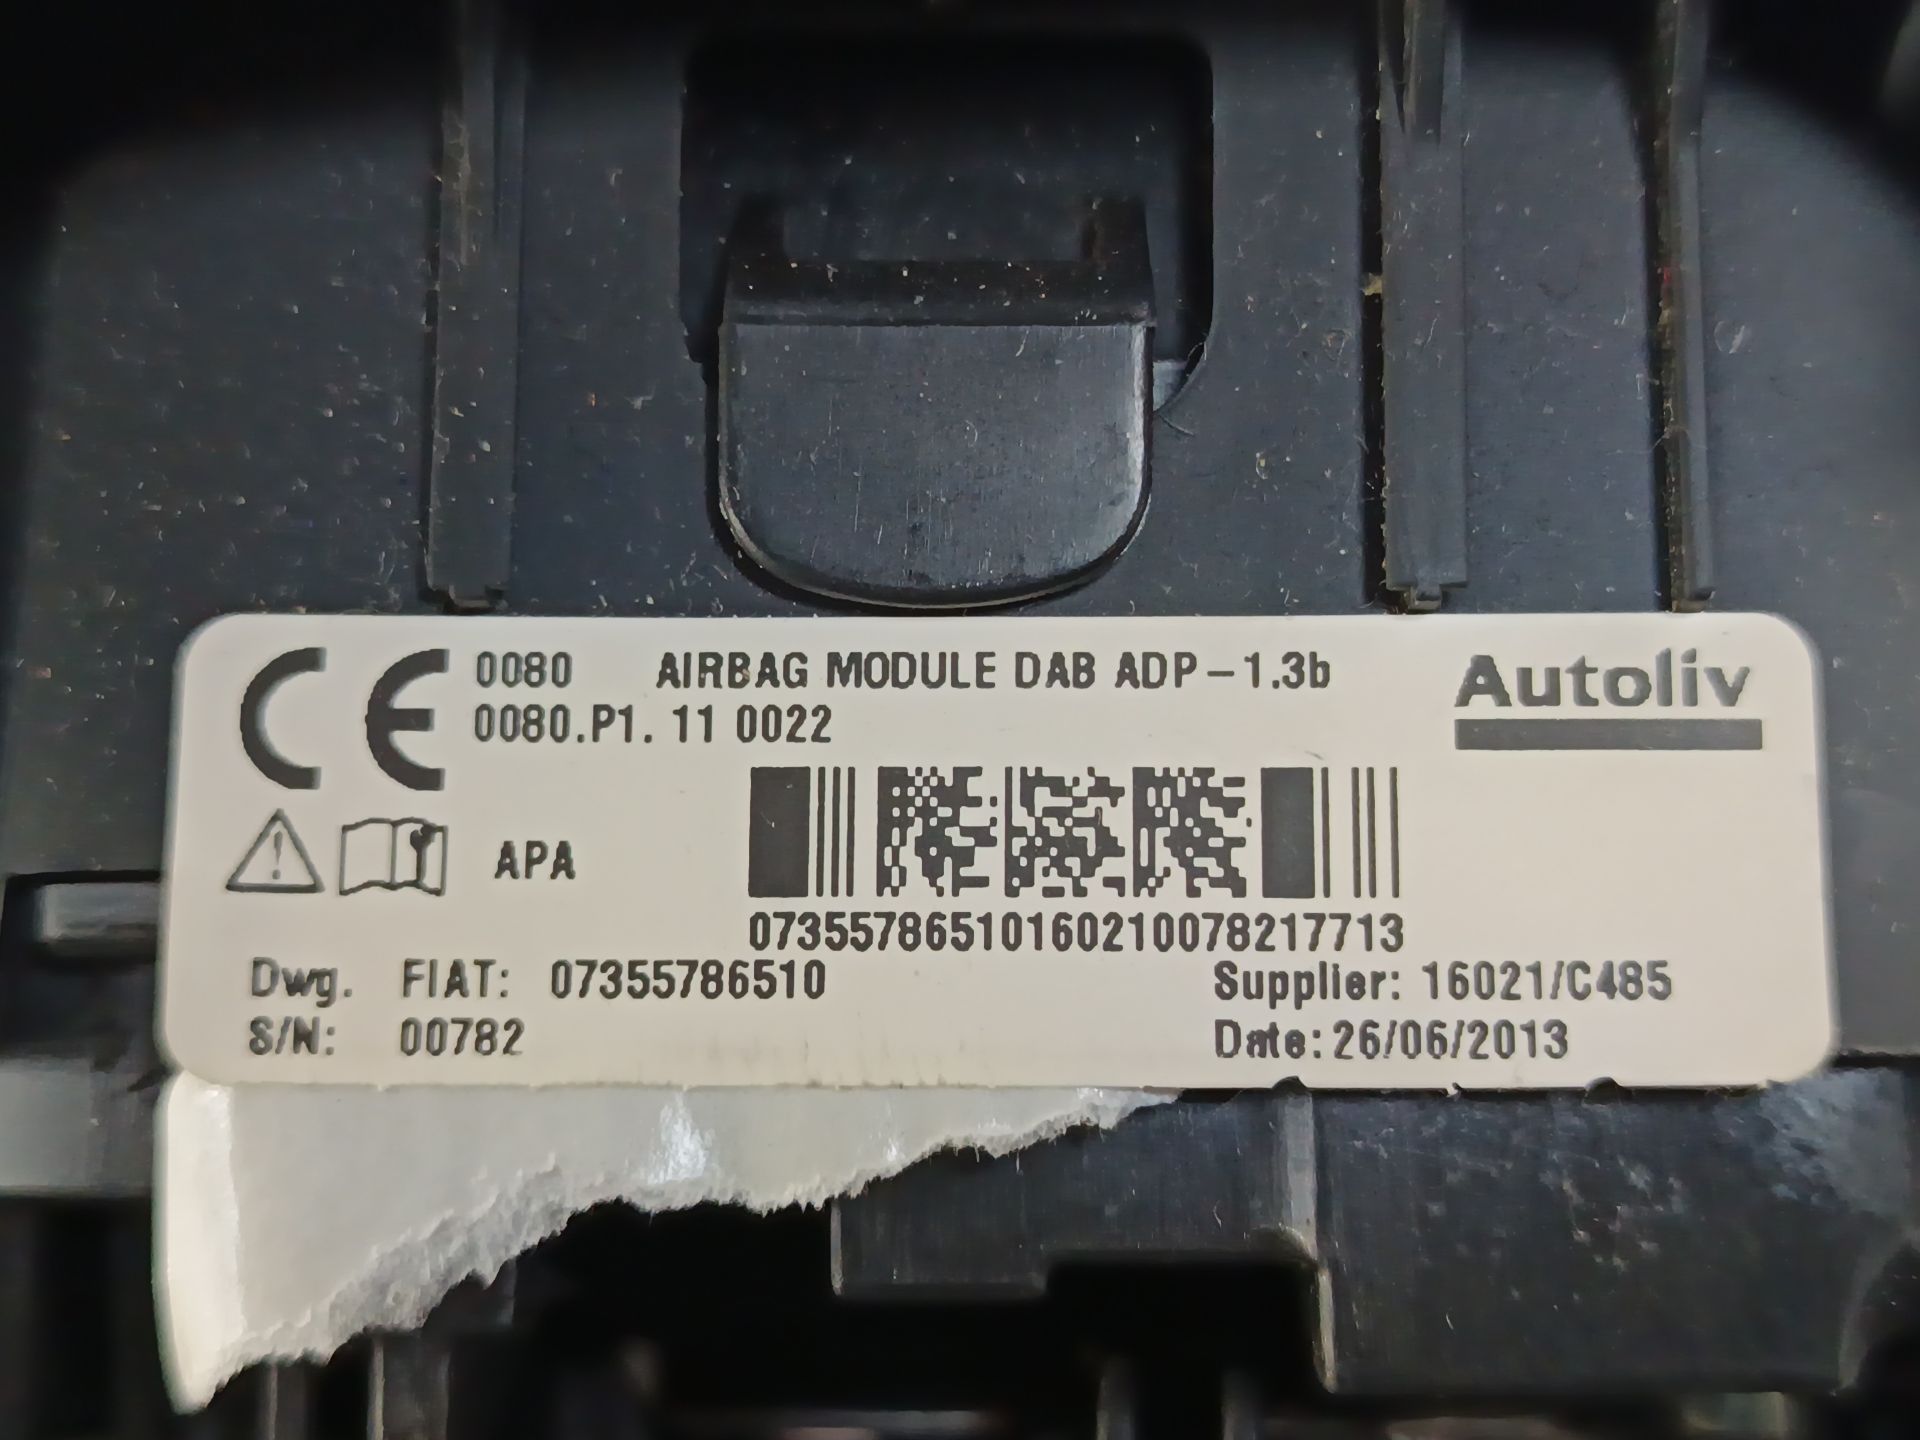 CE 0080 AIRBAG MODULE DAB ADP-1.3b Autoliv
0080.P1. 11 0022
APA
07355786510160210078217713
Dwg. FIAT: 07355786510 Supplier: 16021/C485
S/N: 00782 Date: 26/06/2013